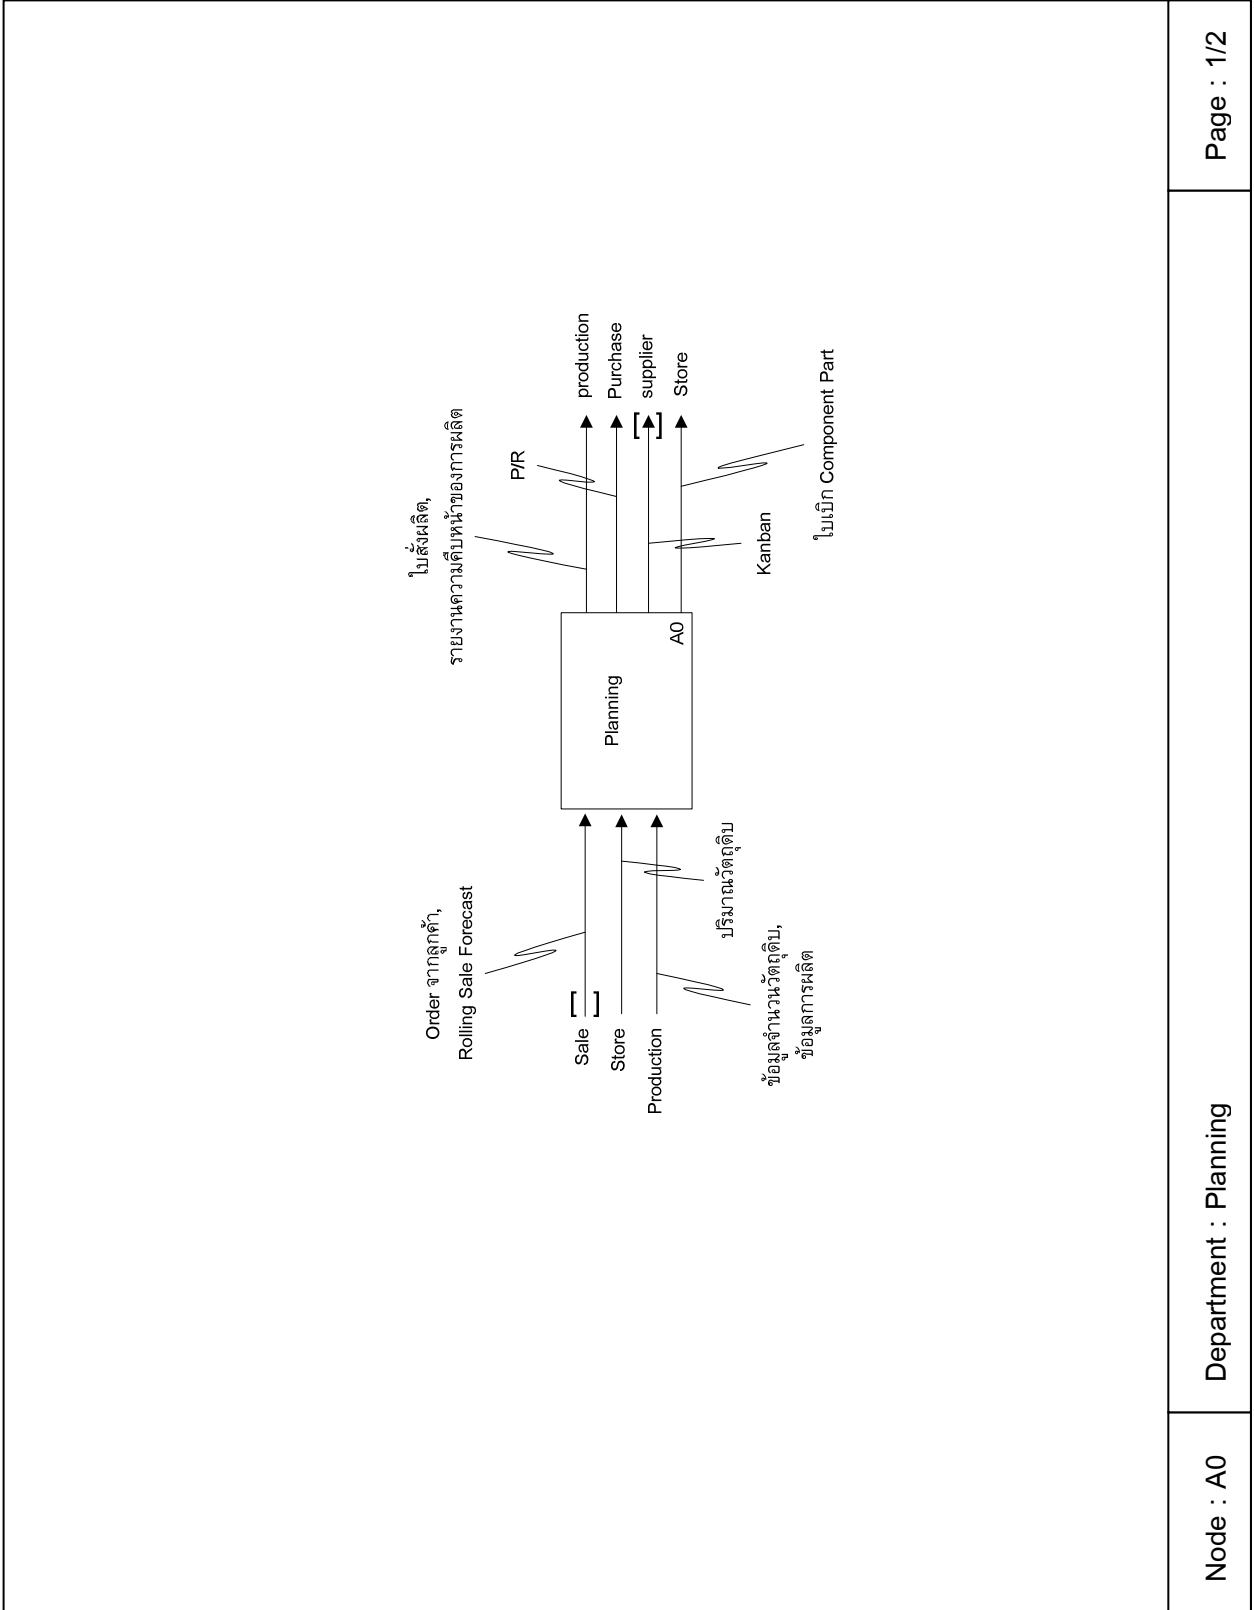 ใบสั่งผลิต,
รายงานความคืบหน้าของการผลิต
P/R
Order จากลูกค้า,
Rolling Sale Forecast
Sale
Store
Production
[ ]
Planning
A0
production
Purchase
[ ]
supplier
Store
ปริมาณวัตถุดิบ
ข้อมูลจำนวนวัตถุดิบ,
ข้อมูลการผลิต
Kanban
ใบเบิก Component Part
Node : A0
Department : Planning
Page : 1/2